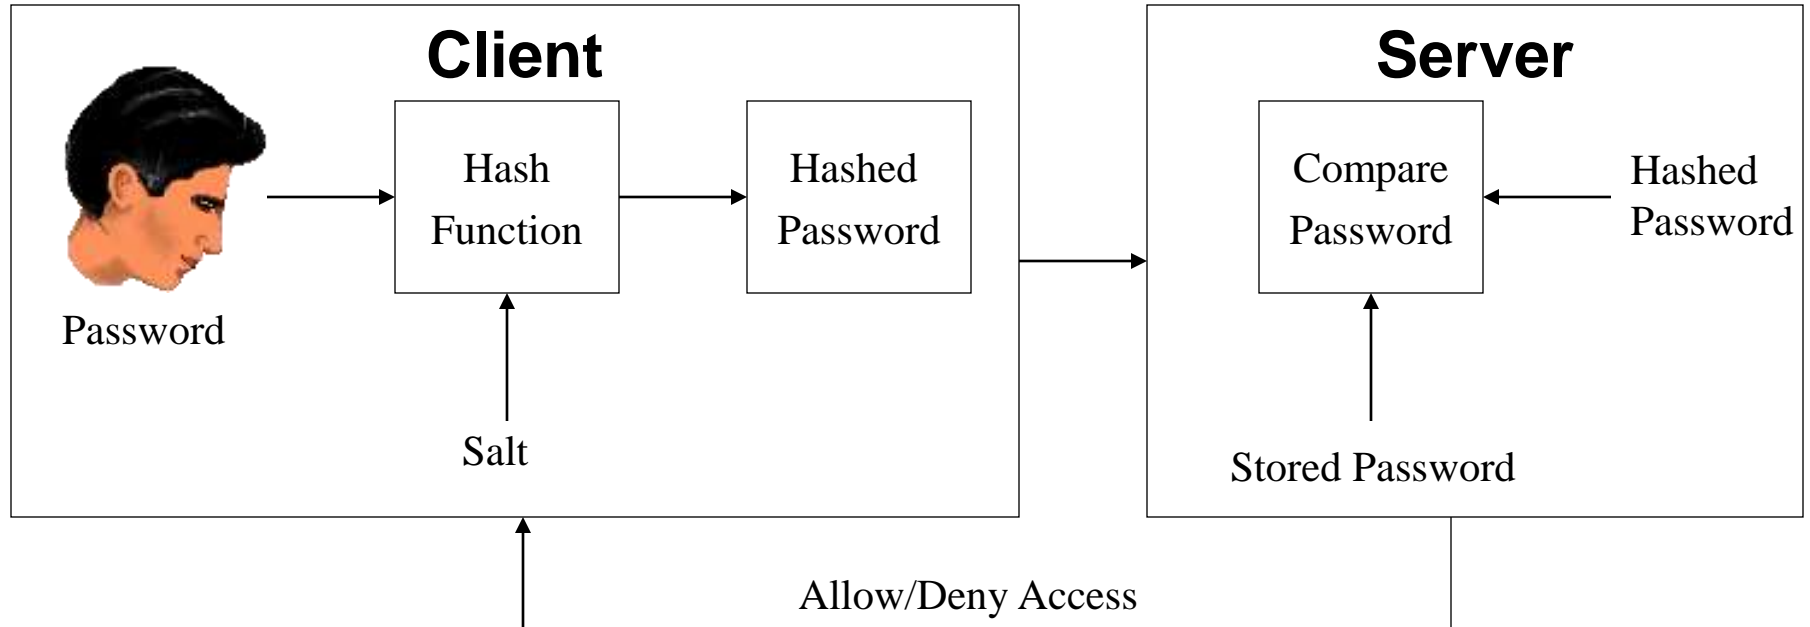 Client
Password
Hash
Function
Hashed
Password
Salt
Server
Compare
Password
Hashed
Password
Stored Password
Allow/Deny Access